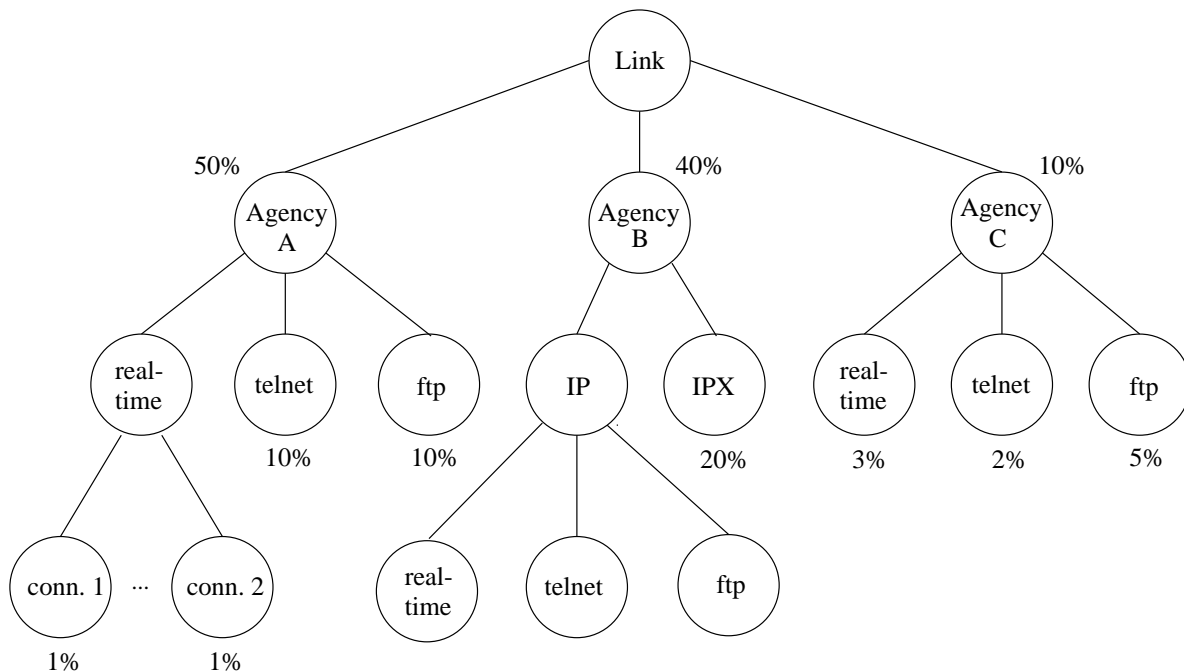 Link
50%
40%
10%
Agency
A
Agency
B
Agency
C
real-
time
telnet
ftp
IP
IPX
real-
time
telnet
ftp
10%
10%
20%
3%
2%
5%
conn. 1
...
conn. 2
real-
time
telnet
ftp
1%
1%